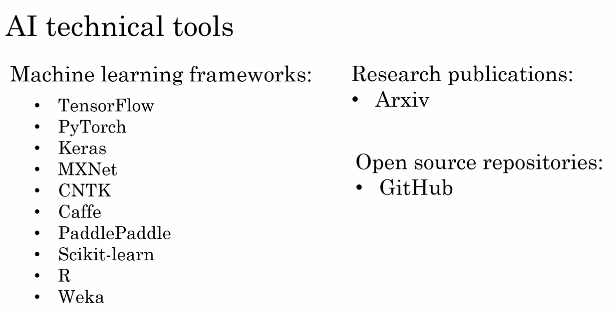 AI technical tools
Machine learning frameworks:
• TensorFlow
• PyTorch
• Keras
• MXNet
• CNTK
• Caffe
• PaddlePaddle
• Scikit-learn
• R
• Weka
Research publications:
• Arxiv
Open source repositories:
• GitHub